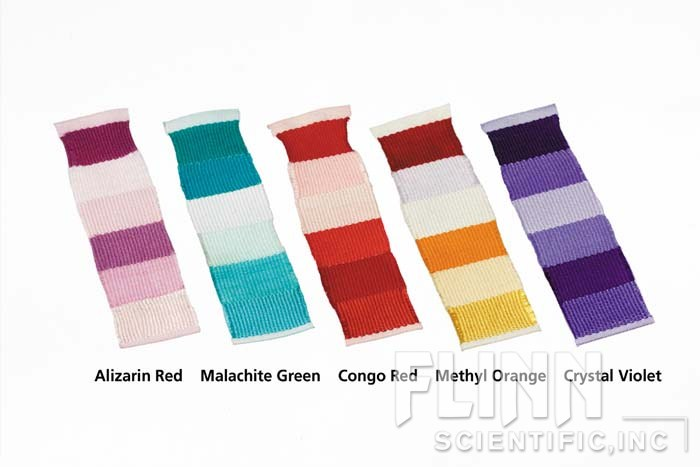 Alizarin Red Malachite Green Congo Red Methyl Orange Crystal Violet
FLINN
SCIENTIFIC, INC